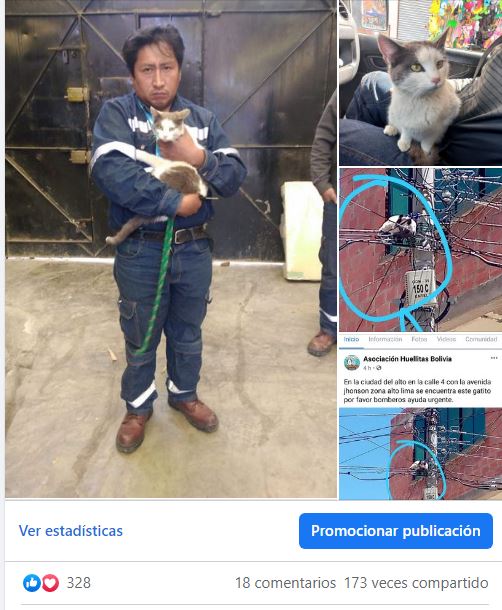 150 C
Inicio Información Fotos Videos Comunidad
Asociación Huellitas Bolivia
4 h
En la ciudad del alto en la calle 4 con la avenida
jhonson zona alto lima se encuentra este gatito
por favor bomberos ayuda urgente.
Ver estadísticas
Promocionar publicación
328
18 comentarios 173 veces compartido